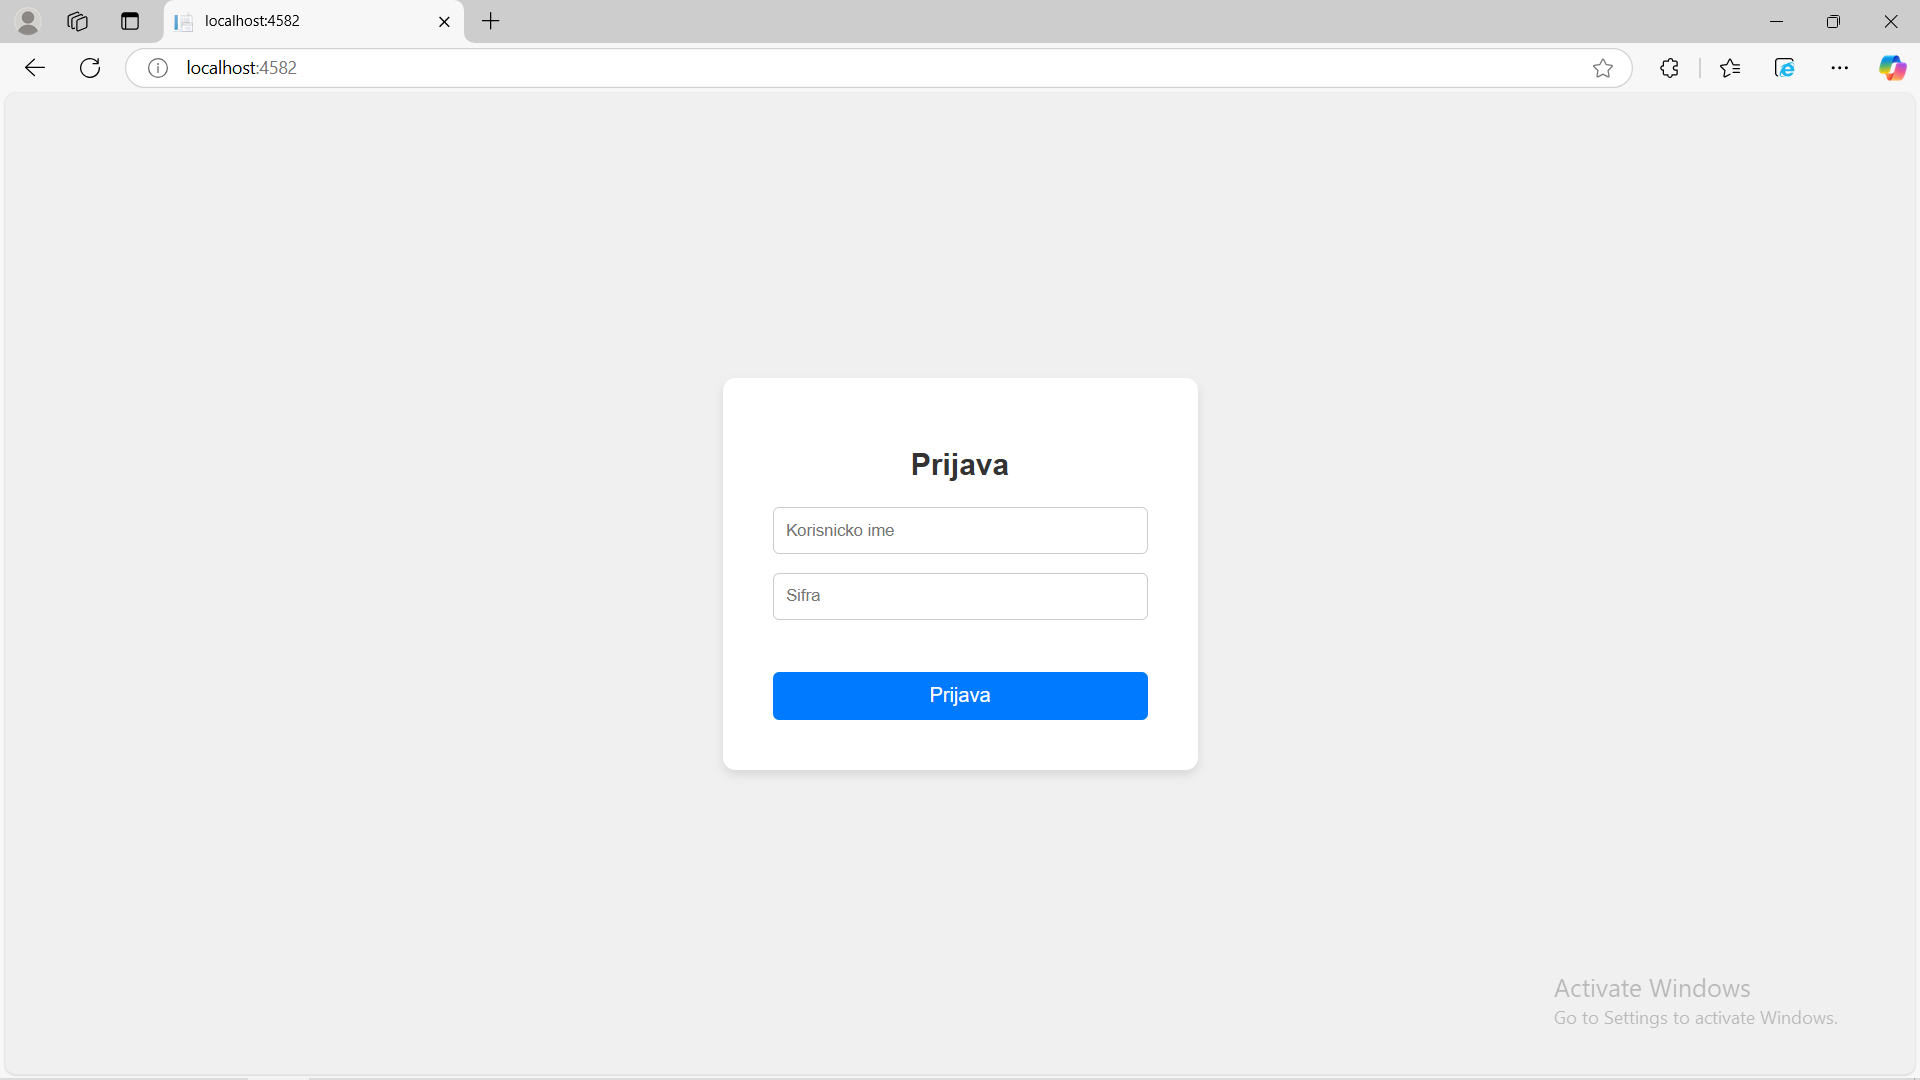 localhost:4582
localhost:4582
Prijava
Korisnicko ime
Sifra
Prijava
Activate Windows
Go to Settings to activate Windows.